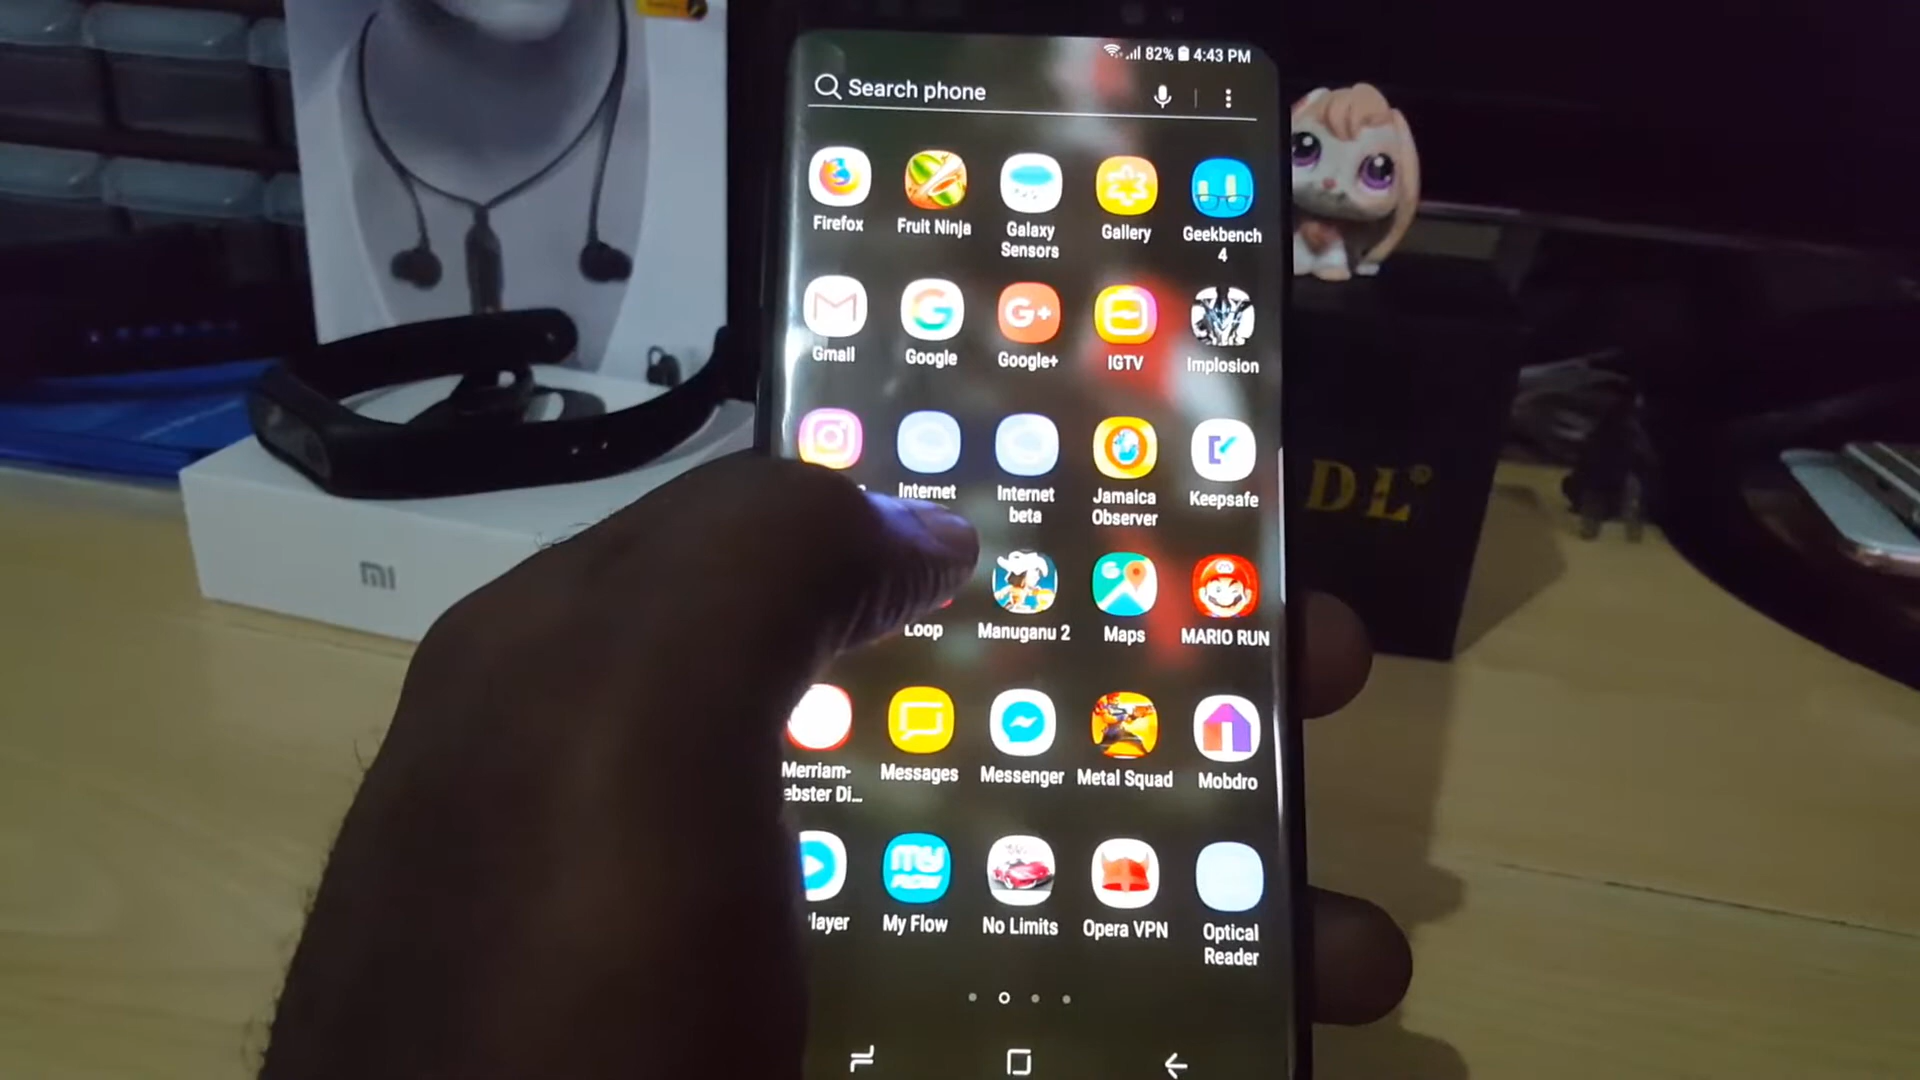 82% 4:43 PM
Search phone
Firefox
Fruit Ninja
Galaxy
Sensors
Gallery
Geekbench
4
Gmail
Google
Google+
IGTV
Implosion
Internet
Internet
beta
Jamaica
Observer
Keepsafe
Loop
Manuganu 2
Maps
MARIO RUN
Merriam-
ebster Di...
Messages
Messenger
Metal Squad
Mobdro
layer
My Flow
No Limits
Opera VPN
Optical
Reader
mi
DL®